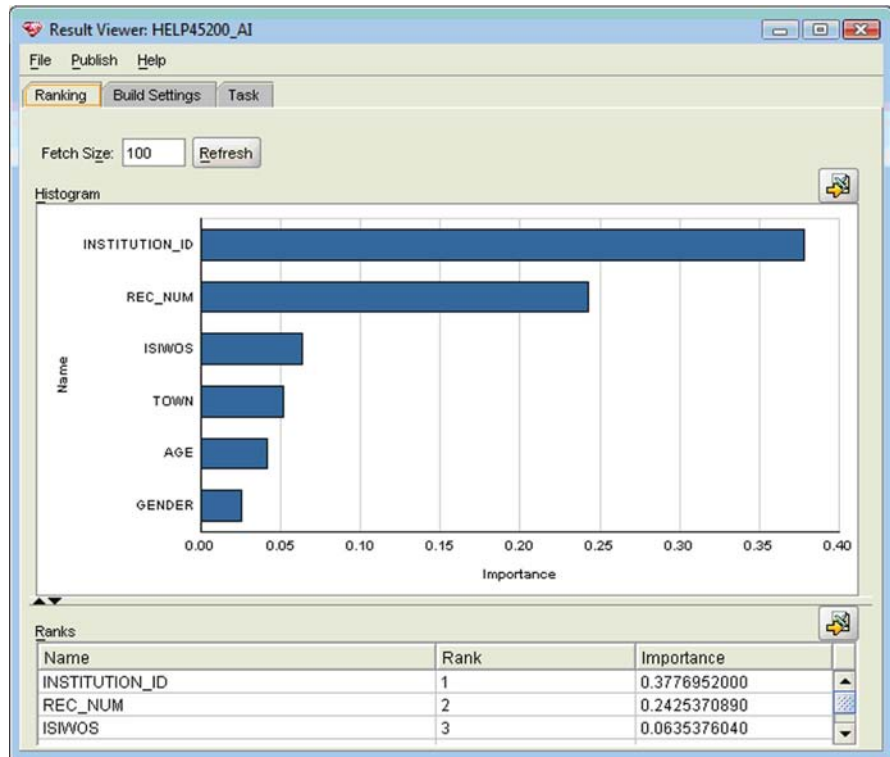 Result Viewer: HELP45200_AI
File Publish Help
Ranking Build Settings Task
Fetch Size: 100 Refresh
Histogram
INSTITUTION_ID
REC_NUM
ISIWOS
TOWN
AGE
GENDER
Name
0.00 0.05 0.10 0.15 0.20 0.25 0.30 0.35 0.40
Importance
Ranks
Name Rank Importance
INSTITUTION_ID 1 0.3776952000
REC_NUM 2 0.2425370890
ISIWOS 3 0.0635376040